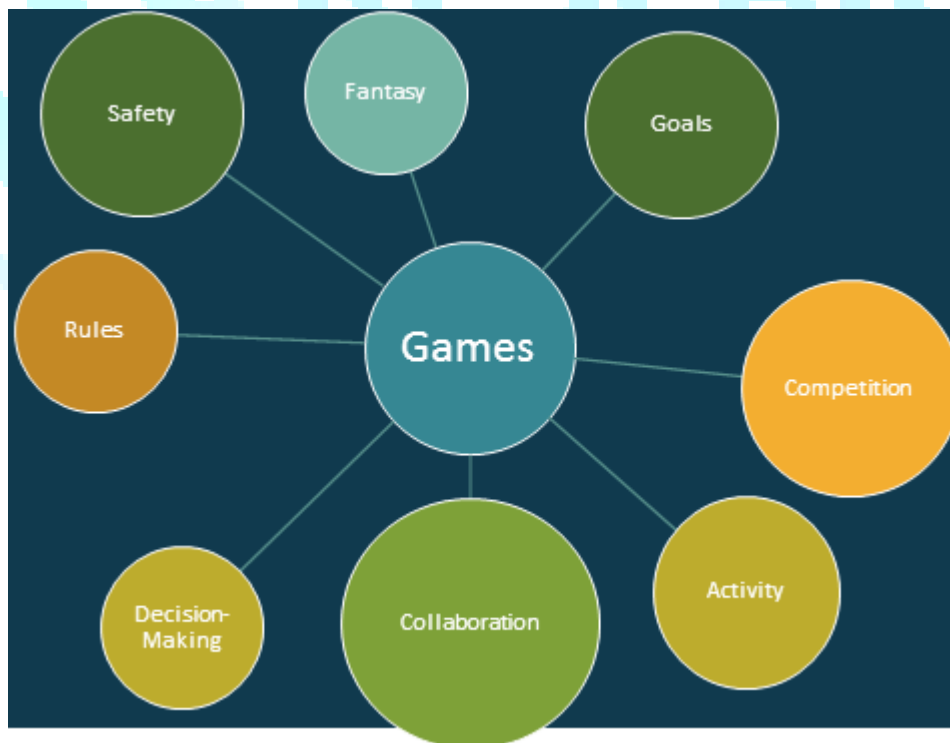 Fantasy
Safety
Goals
Rules
Games
Competition
Activity
Decision-
Making
Collaboration